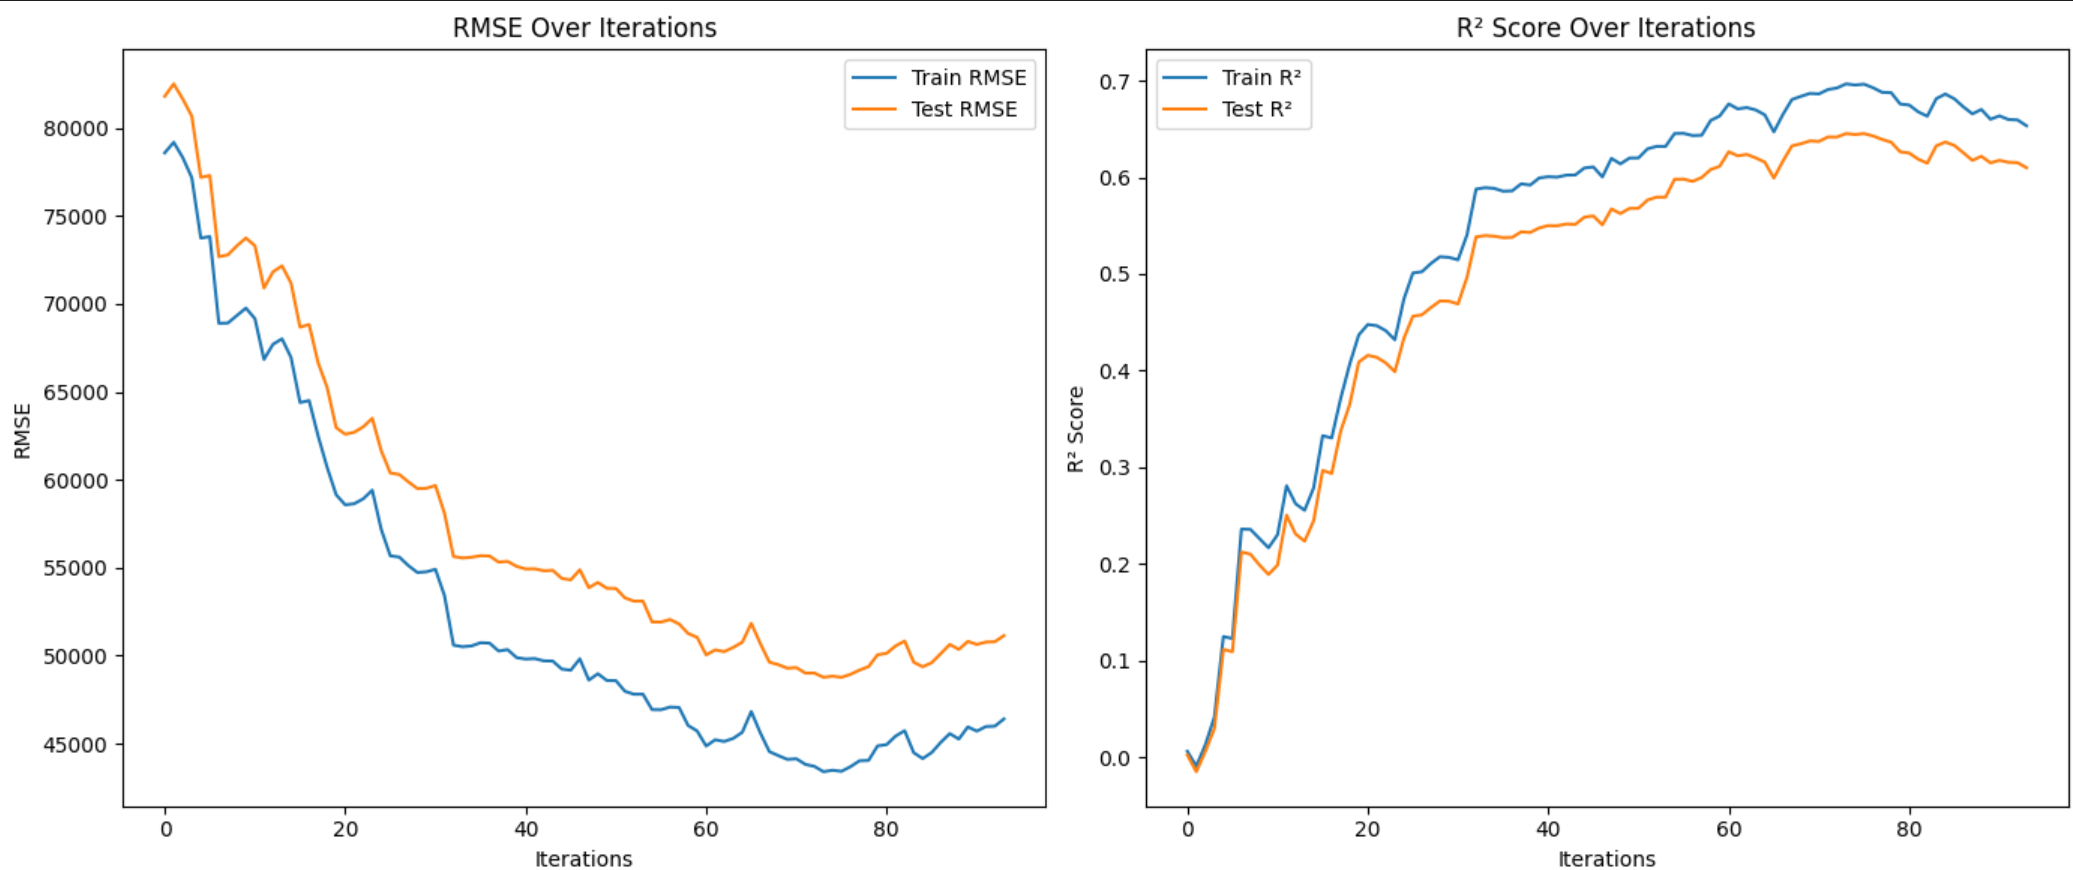 RMSE Over Iterations
Train RMSE
Test RMSE
80000
75000
70000
65000
60000
55000
50000
45000
RMSE
0 20 40 60 80
Iterations
R² Score Over Iterations
Train R²
Test R²
0.7
0.6
0.5
0.4
0.3
0.2
0.1
0.0
R² Score
0 20 40 60 80
Iterations